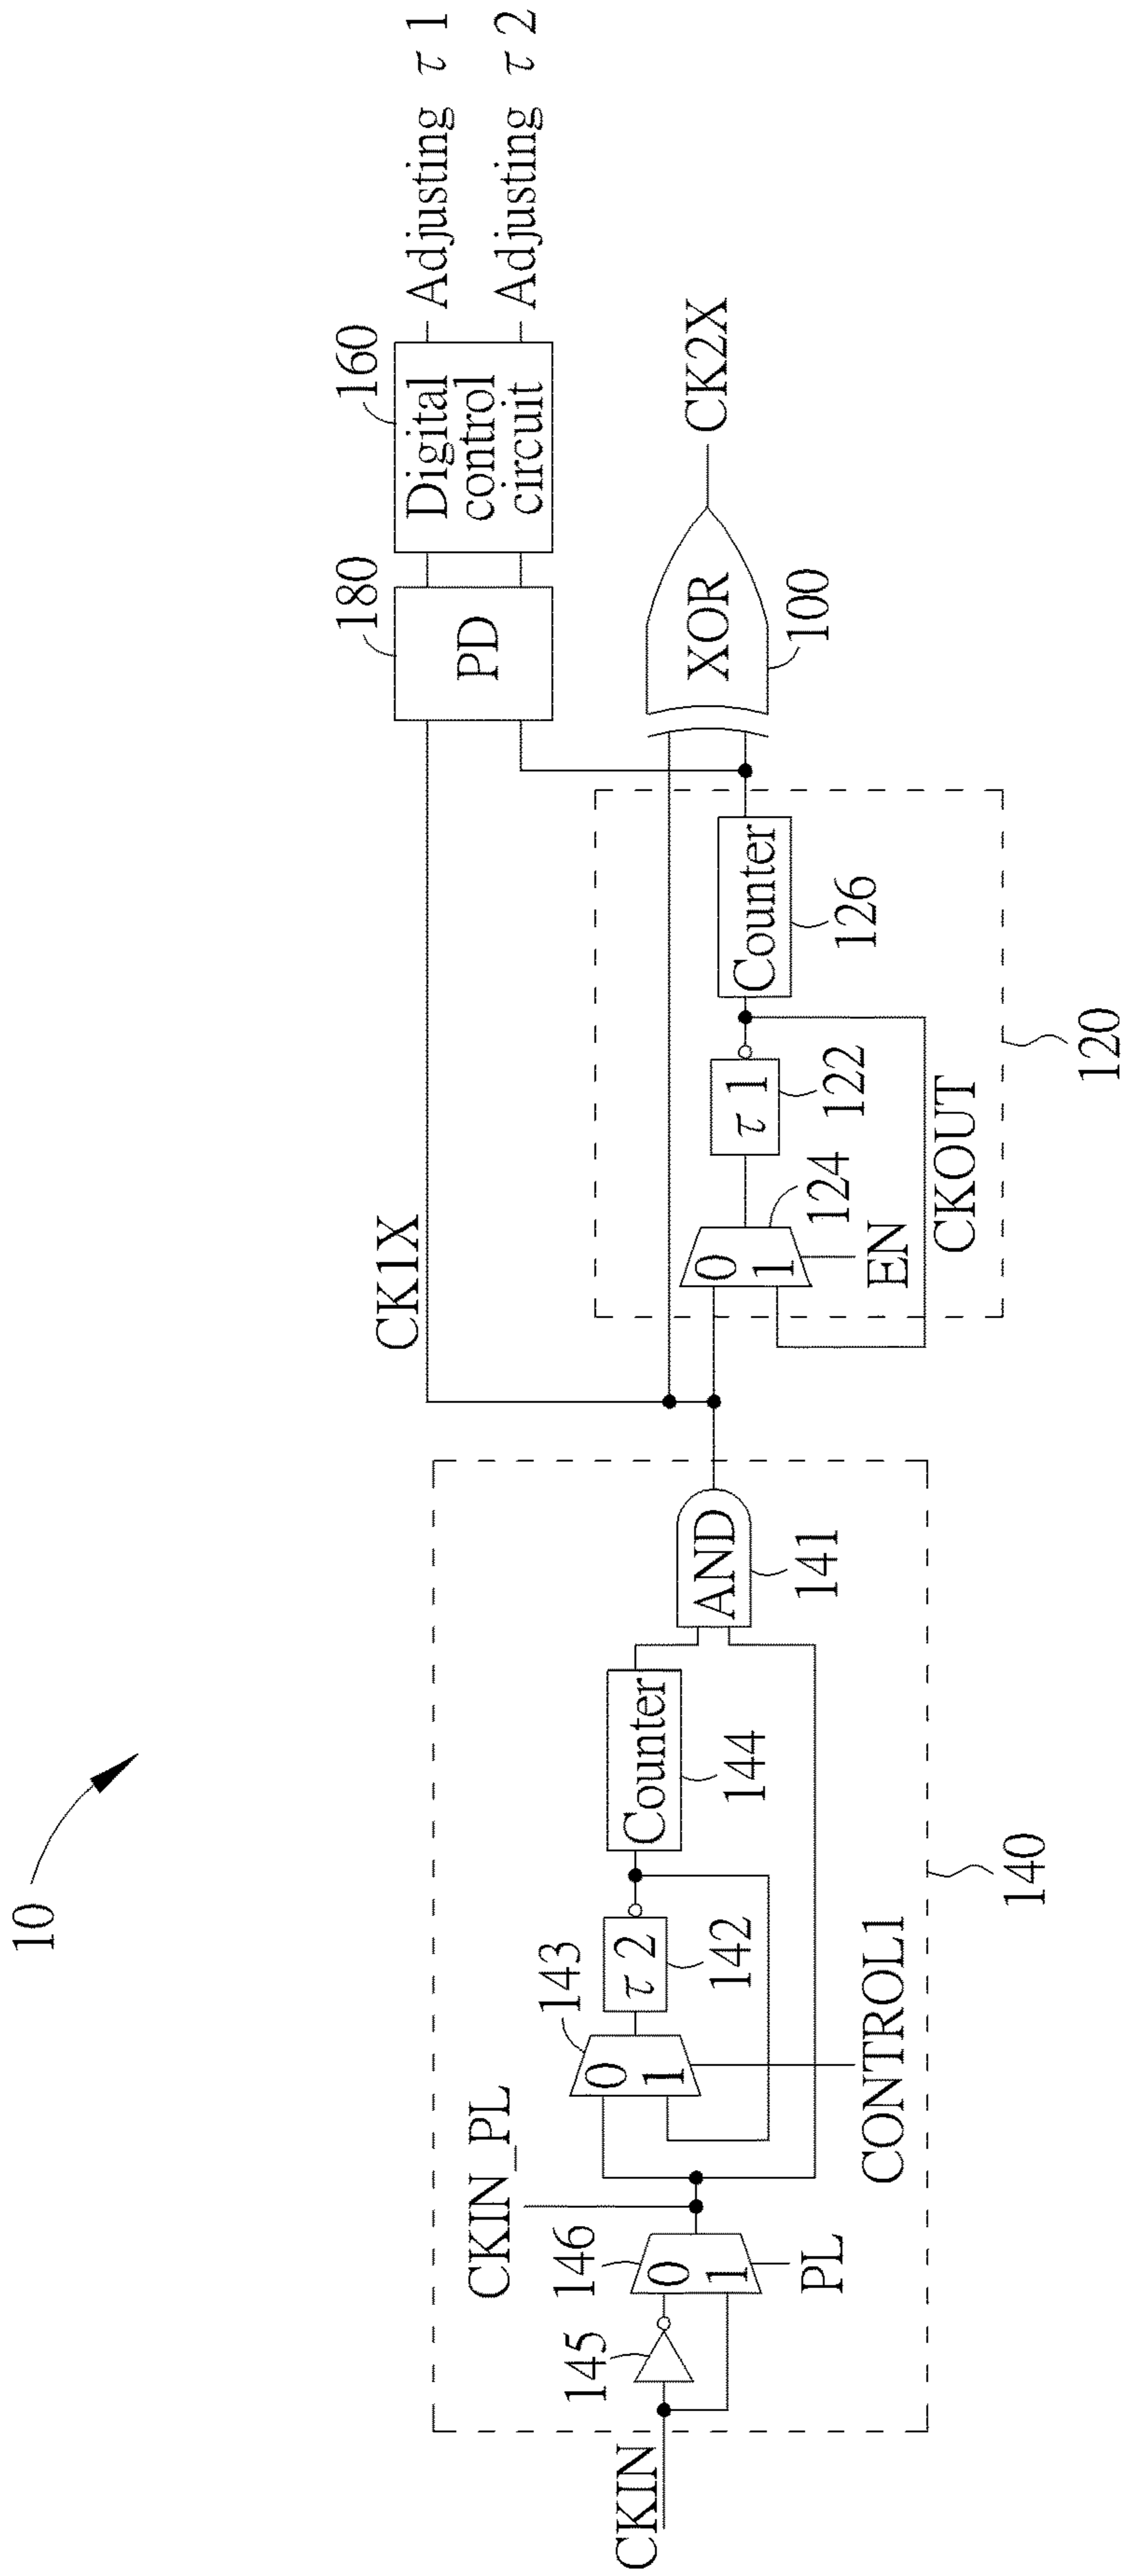 10
CKIN
145
0
1
146
PL
CKIN_PL
143
0
1
τ 2
142
CONTROL1
Counter
144
AND
141
140
CK1X
0
1
124
EN
τ 1
122
CKOUT
Counter
126
120
PD
180
Digital
control
circuit
160
Adjusting τ 1
Adjusting τ 2
XOR
100
CK2X